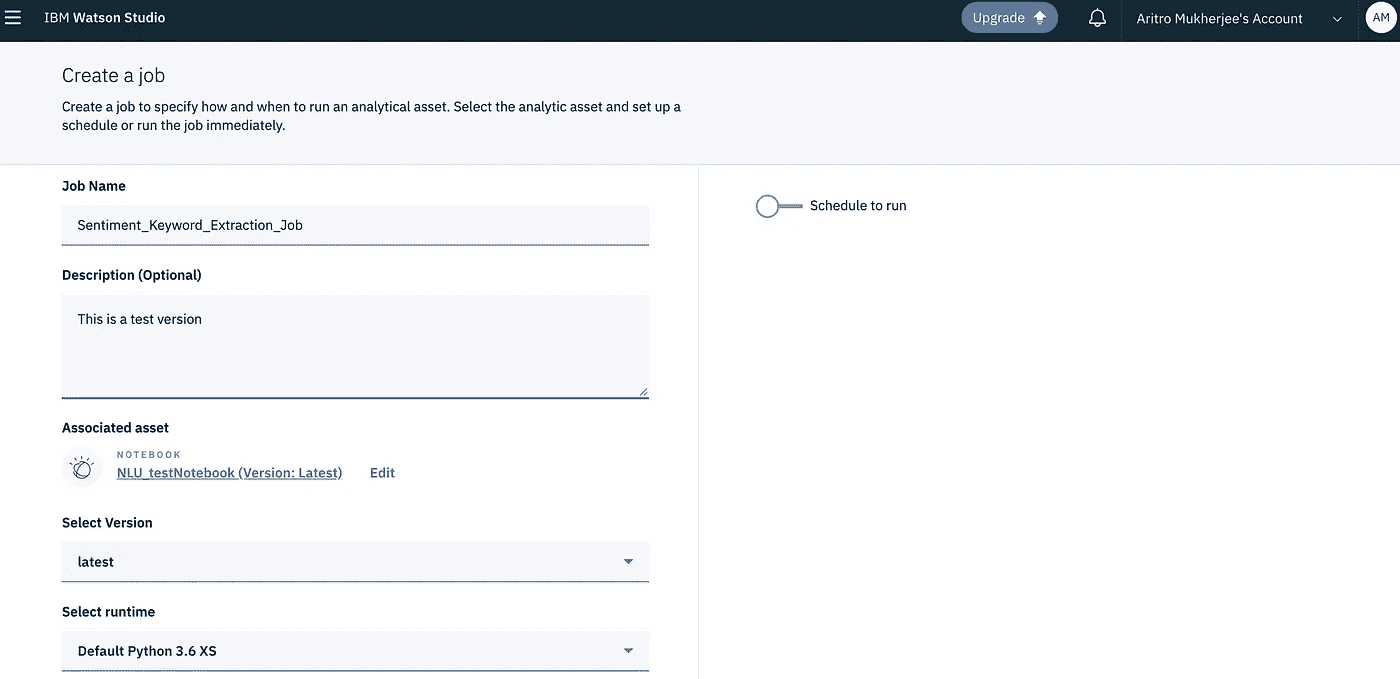 IBM Watson Studio
Upgrade
Aritro Mukherjee's Account
AM
Create a job
Create a job to specify how and when to run an analytical asset. Select the analytic asset and set up a
schedule or run the job immediately.
Job Name
Sentiment_Keyword_Extraction_Job
Description (Optional)
This is a test version
Associated asset
NOTEBOOK
NLU_testNotebook (Version: Latest)
Edit
Select Version
latest
Select runtime
Default Python 3.6 XS
Schedule to run